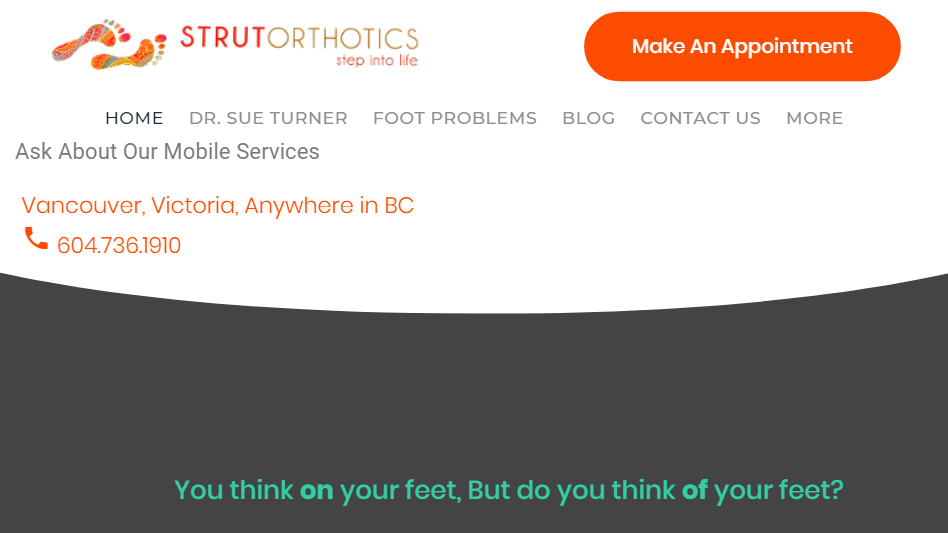 STRUTORTHOTICS
step into life
Make An Appointment
HOME DR. SUE TURNER FOOT PROBLEMS BLOG CONTACT US MORE
Ask About Our Mobile Services
Vancouver, Victoria, Anywhere in BC
604.736.1910
You think on your feet, But do you think of your feet?